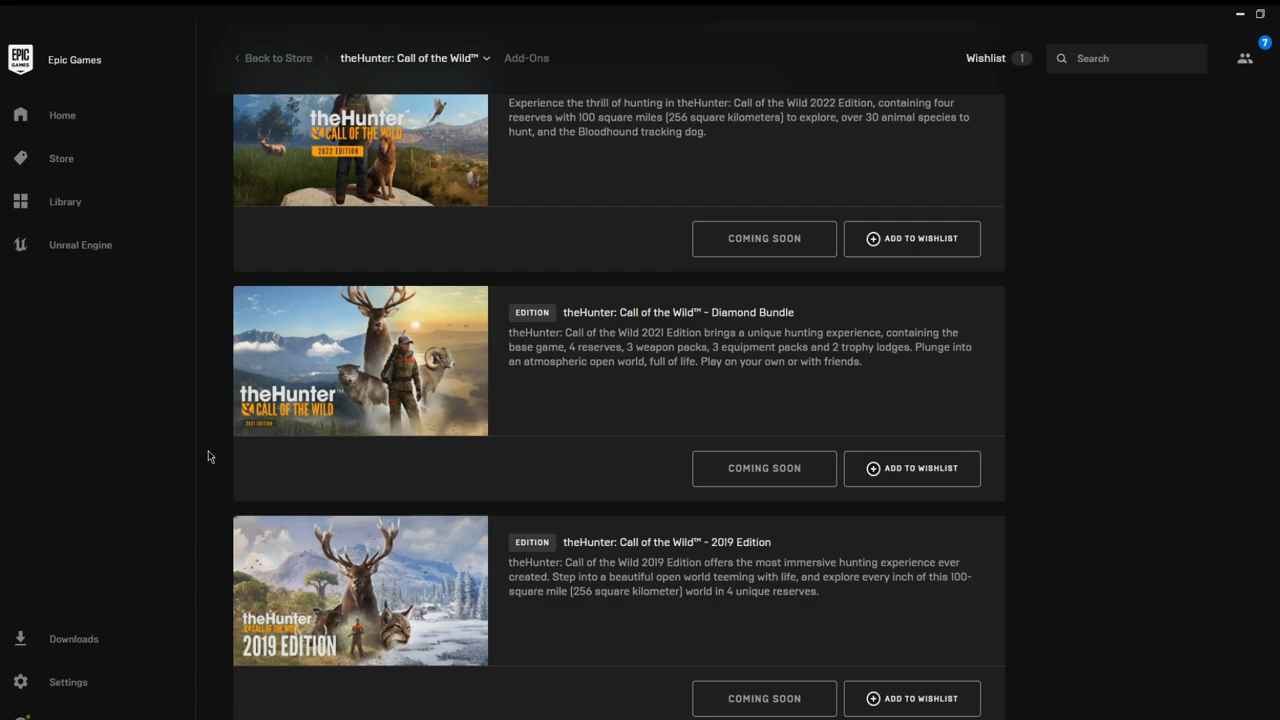 7
EPIC
GAMES
Epic Games
Back to Store
theHunter: Call of the Wild™
Add-Ons
Wishlist 1
Search
Home
Store
Library
Unreal Engine
Downloads
Settings
theHunter
CALL OF THE WILD
2022 EDITION
Experience the thrill of hunting in theHunter: Call of the Wild 2022 Edition, containing four
reserves with 100 square miles (256 square kilometers) to explore, over 30 animal species to
hunt, and the Bloodhound tracking dog.
COMING SOON
ADD TO WISHLIST
theHunter™
CALL OF THE WILD
2021 EDITION
EDITION theHunter: Call of the Wild™ - Diamond Bundle
theHunter: Call of the Wild 2021 Edition brings a unique hunting experience, containing the
base game, 4 reserves, 3 weapon packs, 3 equipment packs and 2 trophy lodges. Plunge into
an atmospheric open world, full of life. Play on your own or with friends.
COMING SOON
ADD TO WISHLIST
theHunter
CALL OF THE WILD
2019 EDITION
EDITION theHunter: Call of the Wild™ - 2019 Edition
theHunter: Call of the Wild 2019 Edition offers the most immersive hunting experience ever
created. Step into a beautiful open world teeming with life, and explore every inch of this 100-
square mile (256 square kilometer) world in 4 unique reserves.
COMING SOON
ADD TO WISHLIST